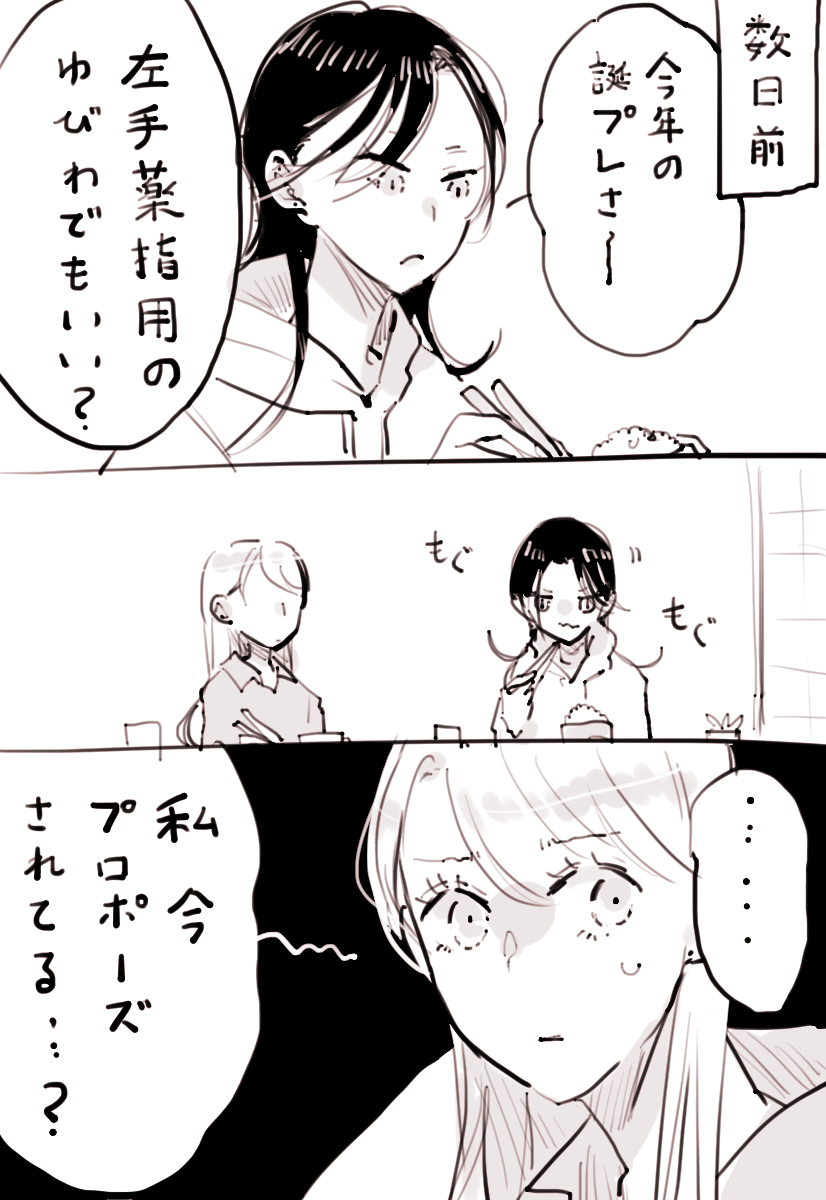 数日前
今年の
誕プレさ〜
左手薬指用の
ゆびわでもいい?
もぐ
もぐ
……
私今
プロポーズ
されてる…?